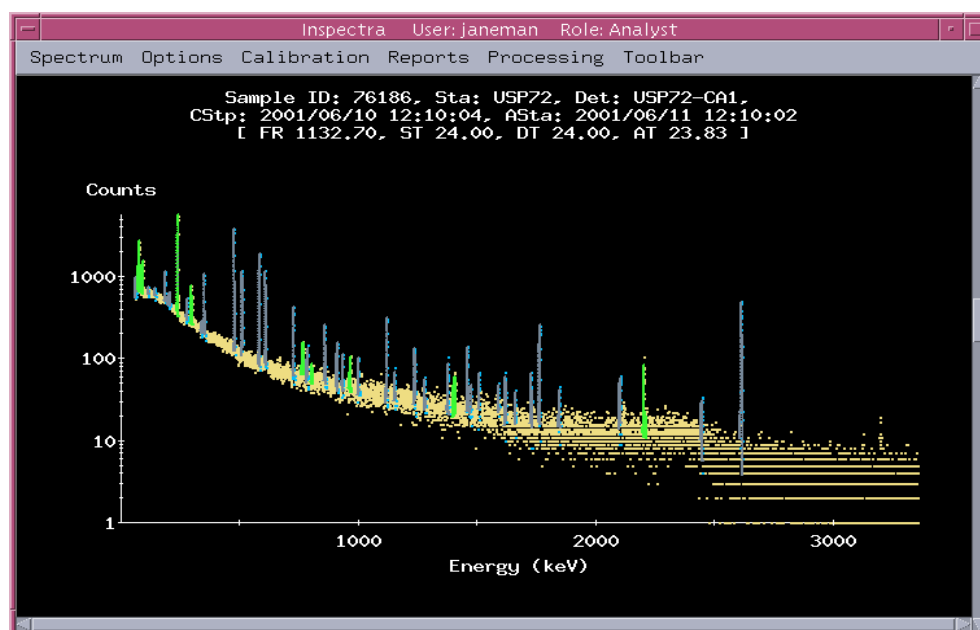 Inspectra User: janeman Role: Analyst
Spectrum Options Calibration Reports Processing Toolbar
Sample ID: 76186, Sta: USP72, Det: USP72-CA1,
CStp: 2001/06/10 12:10:04, ASta: 2001/06/11 12:10:02
[ FR 1132.70, ST 24.00, DT 24.00, AT 23.83 ]
Counts
1000
100
10
1
1000 2000 3000
Energy (keV)